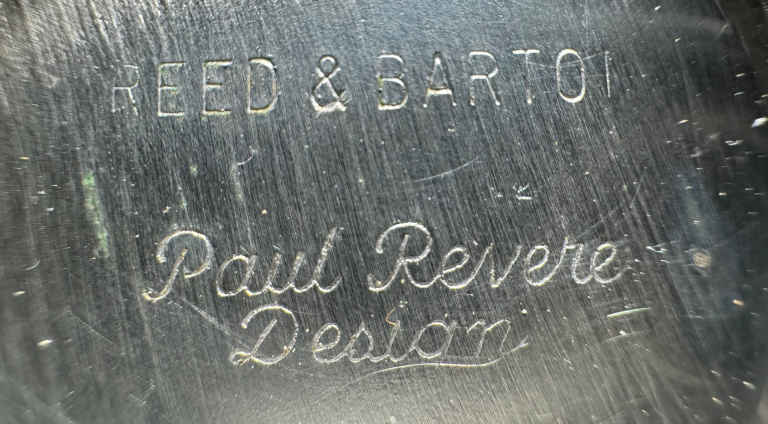 REED & BARTON
Paul Revere
Design